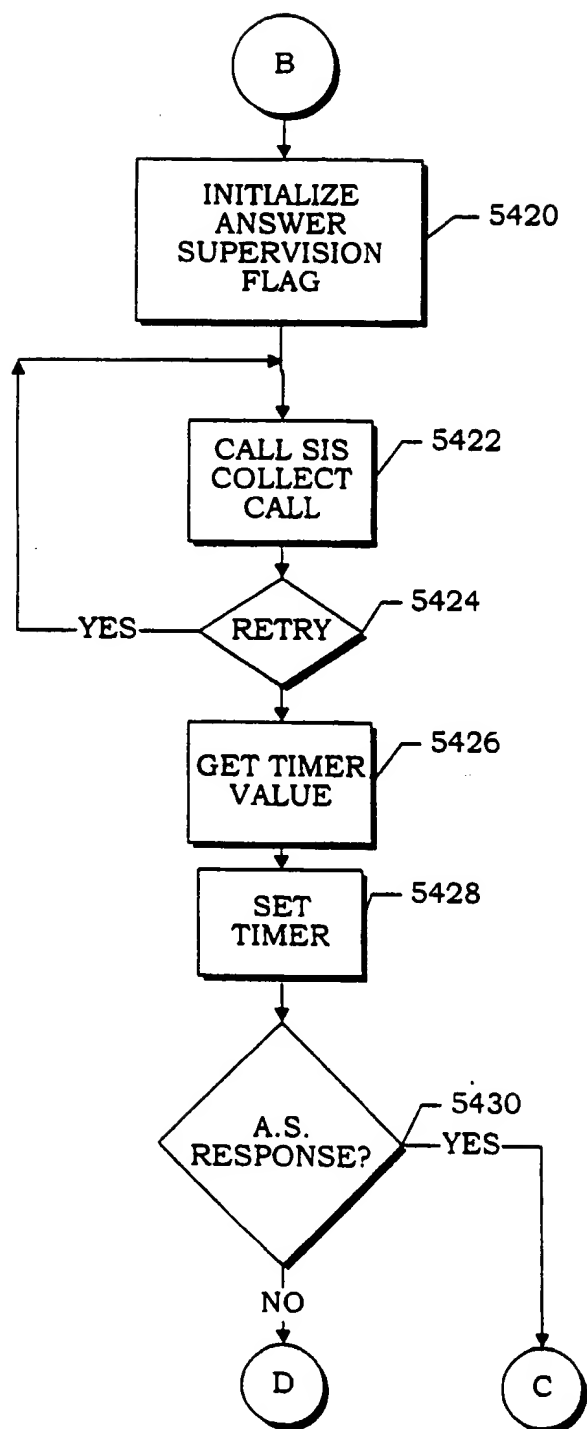 B
INITIALIZE
ANSWER
SUPERVISION
FLAG
5420
CALL SIS
COLLECT
CALL
5422
RETRY
5424
YES
GET TIMER
VALUE
5426
SET
TIMER
5428
A.S.
RESPONSE?
5430
YES
NO
D
C